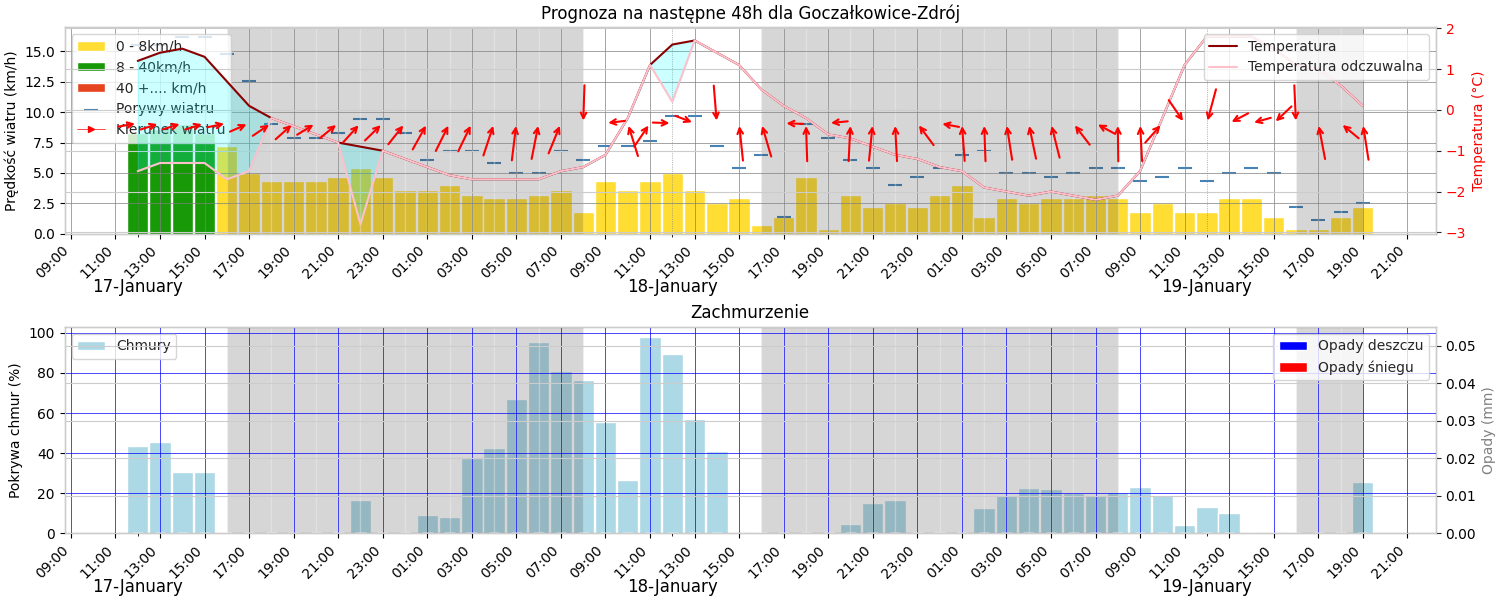 Prognoza na następne 48h dla Goczałkowice-Zdrój
Prędkość wiatru (km/h)
15.0
12.5
10.0
7.5
5.0
2.5
0.0
0 - 8km/h
8 - 40km/h
40 +.... km/h
Porywy wiatru
Kierunek wiatru
Temperatura
Temperatura odczuwalna
2
1
0
−1
−2
−3
Temperatura (°C)
09:00 11:00 13:00 15:00 17:00 19:00 21:00 23:00 01:00 03:00 05:00 07:00 09:00 11:00 13:00 15:00 17:00 19:00 21:00 23:00 01:00 03:00 05:00 07:00 09:00 11:00 13:00 15:00 17:00 19:00 21:00
17-January 18-January 19-January
Zachmurzenie
Pokrywa chmur (%)
100
80
60
40
20
0
Chmury
Opady deszczu
Opady śniegu
0.05
0.04
0.03
0.02
0.01
0.00
Opady (mm)
09:00 11:00 13:00 15:00 17:00 19:00 21:00 23:00 01:00 03:00 05:00 07:00 09:00 11:00 13:00 15:00 17:00 19:00 21:00 23:00 01:00 03:00 05:00 07:00 09:00 11:00 13:00 15:00 17:00 19:00 21:00
17-January 18-January 19-January